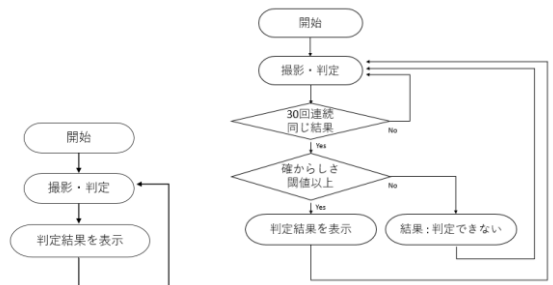 開始
撮影・判定
判定結果を表示
開始
撮影・判定
30回連続
同じ結果
No
Yes
確からしさ
閾値以上
No
Yes
判定結果を表示
結果：判定できない